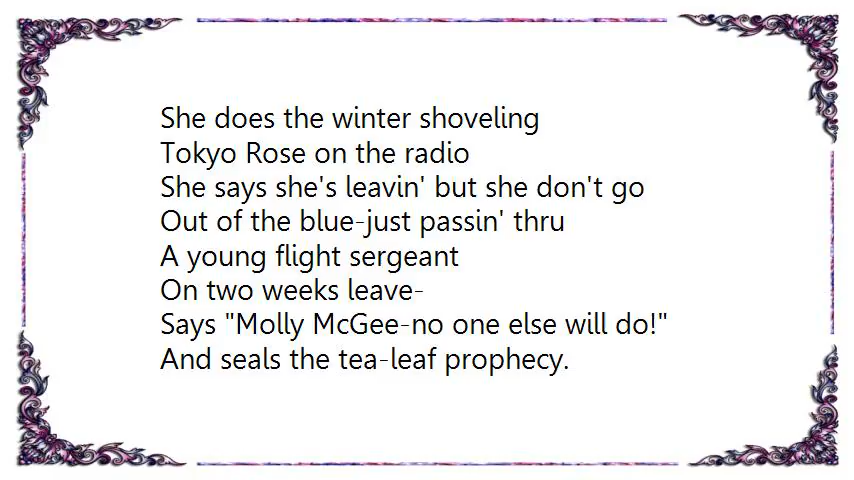 She does the winter shoveling
Tokyo Rose on the radio
She says she's leavin' but she don't go
Out of the blue-just passin' thru
A young flight sergeant
On two weeks leave-
Says "Molly McGee-no one else will do!"
And seals the tea-leaf prophecy.